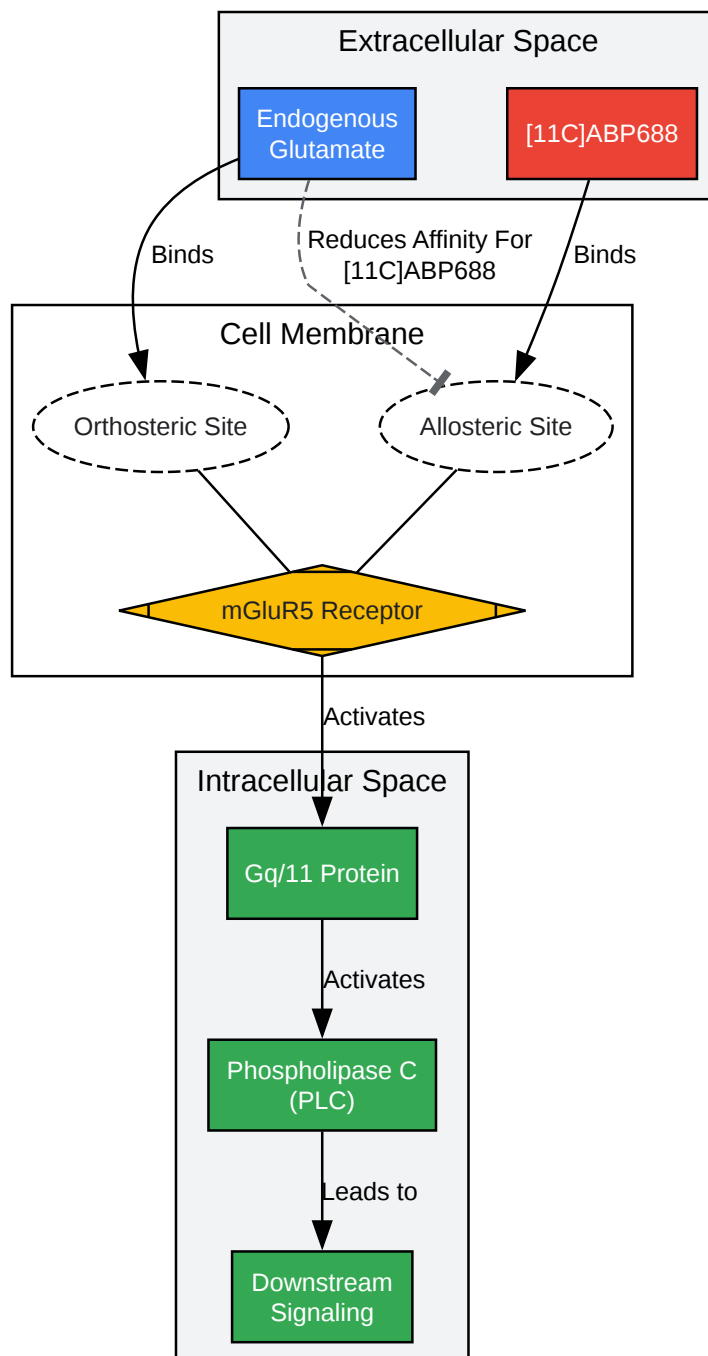 Extracellular Space
Endogenous
Glutamate
[11C]ABP688
Binds
Reduces Affinity For
[11C]ABP688
Binds
Cell Membrane
Orthosteric Site
Allosteric Site
mGluR5 Receptor
Activates
Intracellular Space
Gq/11 Protein
Activates
Phospholipase C
(PLC)
Leads to
Downstream
Signaling